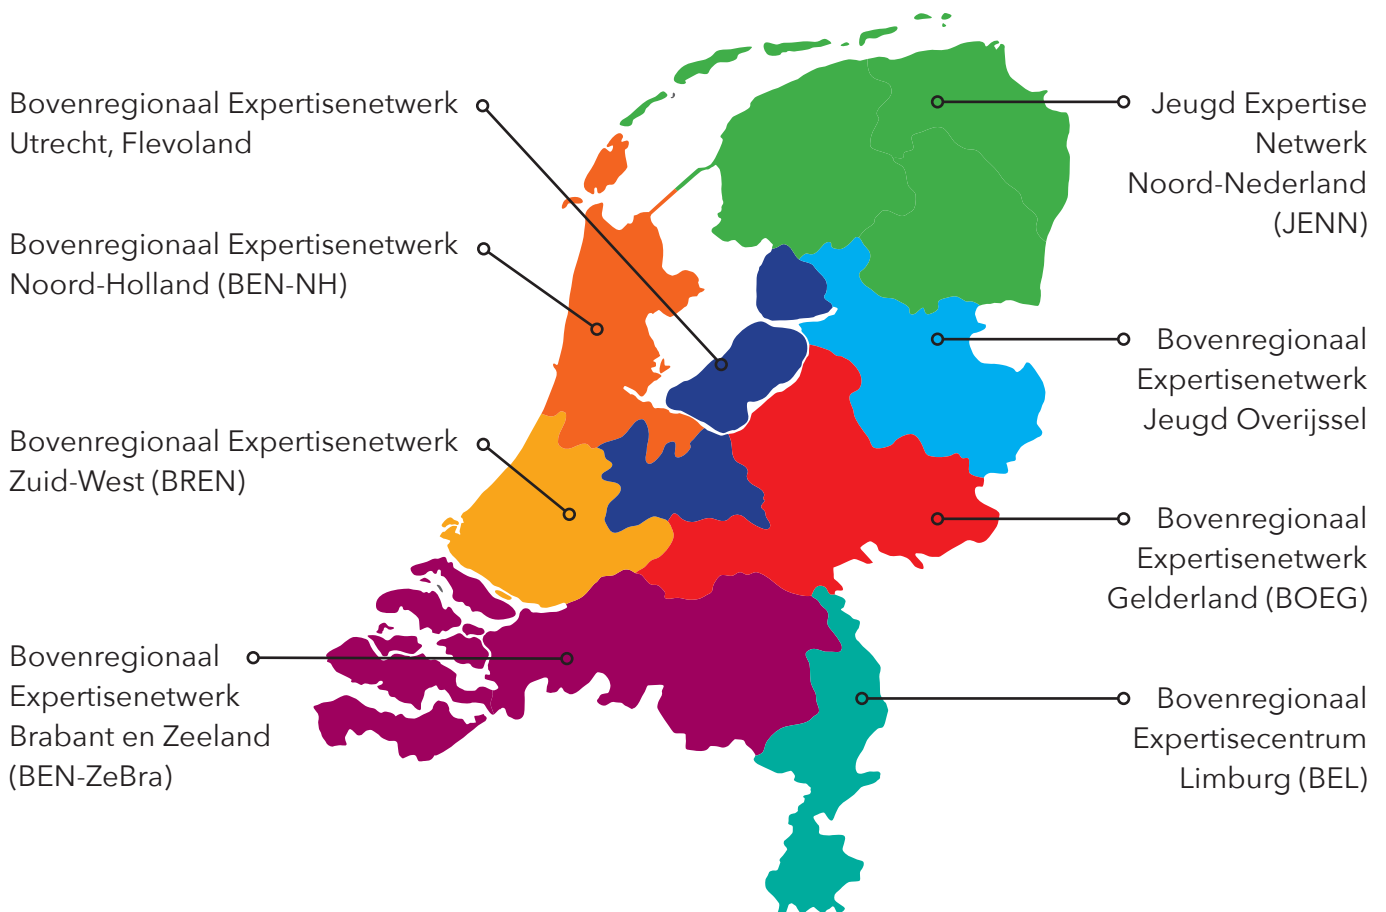 Bovenregionaal Expertisenetwerk
Utrecht, Flevoland
Bovenregionaal Expertisenetwerk
Noord-Holland (BEN-NH)
Bovenregionaal Expertisenetwerk
Zuid-West (BREN)
Bovenregionaal
Expertisenetwerk
Brabant en Zeeland
(BEN-ZeBra)
Jeugd Expertise
Netwerk
Noord-Nederland
(JENN)
Bovenregionaal
Expertisenetwerk
Jeugd Overijssel
Bovenregionaal
Expertisenetwerk
Gelderland (BOEG)
Bovenregionaal
Expertisecentrum
Limburg (BEL)